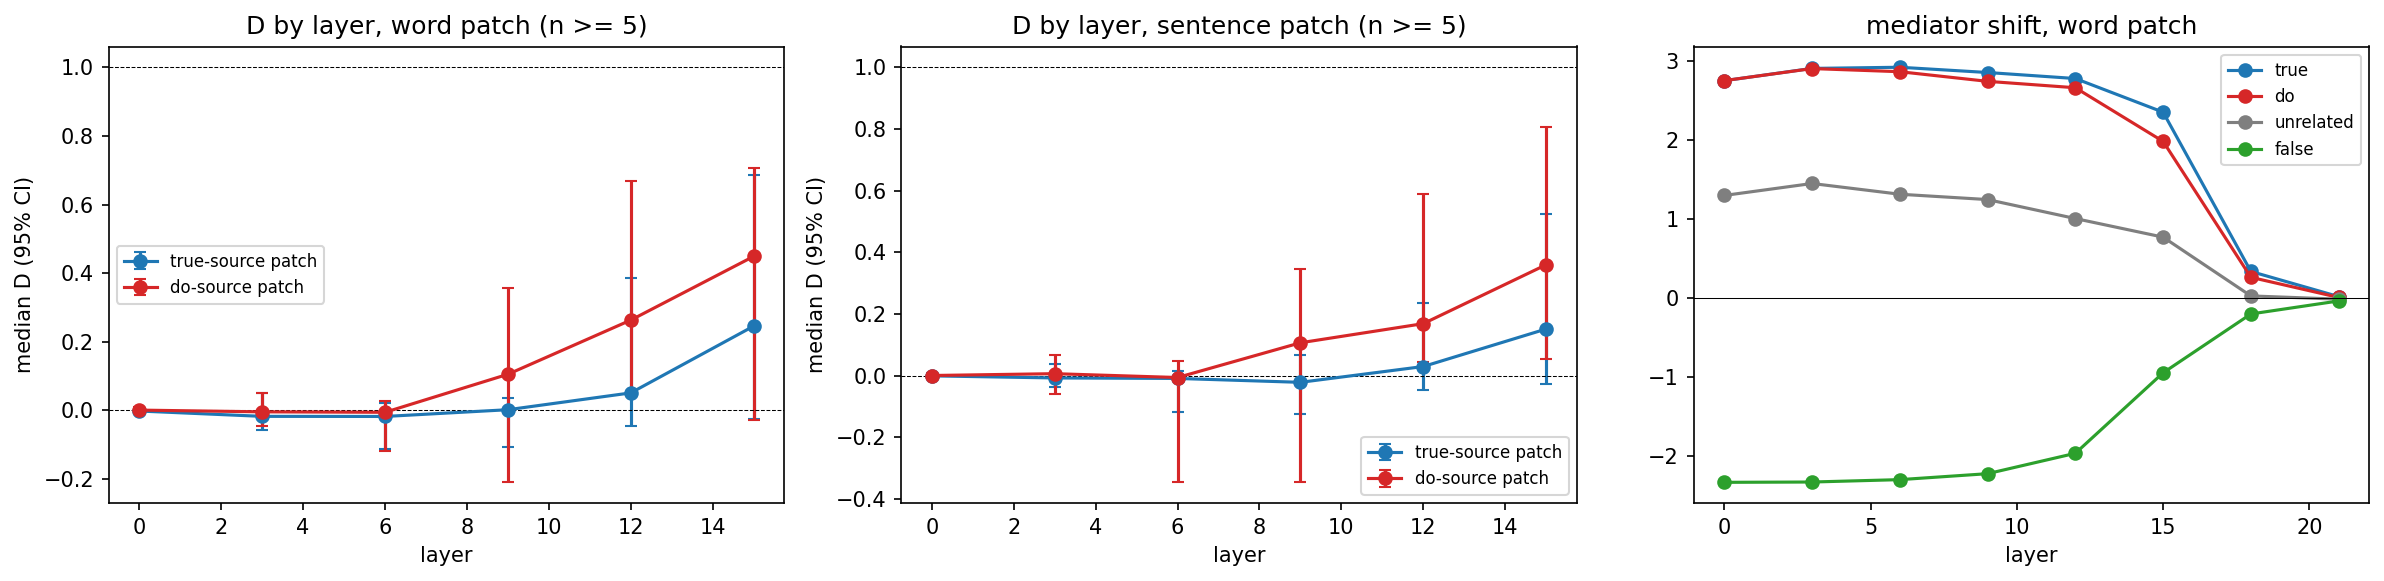 D by layer, word patch (n >= 5)
1.0
0.8
0.6
0.4
0.2
0.0
−0.2
median D (95% CI)
true-source patch
do-source patch
0 2 4 6 8 10 12 14
layer
D by layer, sentence patch (n >= 5)
1.0
0.8
0.6
0.4
0.2
0.0
−0.2
−0.4
median D (95% CI)
true-source patch
do-source patch
0 2 4 6 8 10 12 14
layer
mediator shift, word patch
3
2
1
0
−1
−2
true
do
unrelated
false
0 5 10 15 20
layer